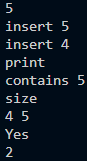 5
insert 5
insert 4
print
contains 5
size
4 5
Yes
2